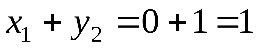 x₁ + y₂ = 0 + 1 = 1